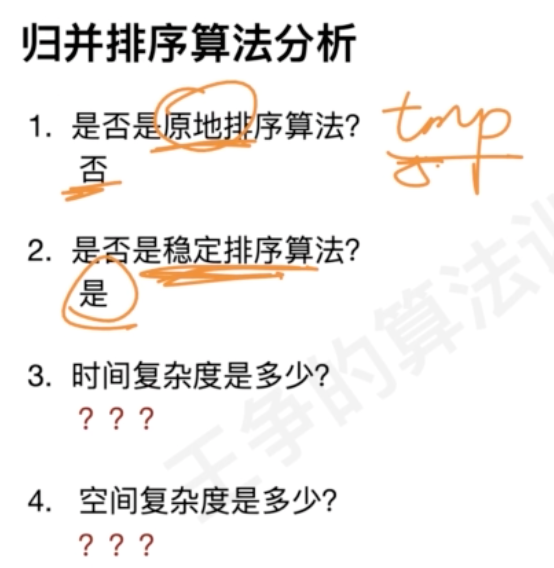 归并排序算法分析
1. 是否是原地排序算法?
tmp
否
2. 是否是稳定排序算法?
是
3. 时间复杂度是多少?
? ? ?
4. 空间复杂度是多少?
? ? ?
王争的算法训